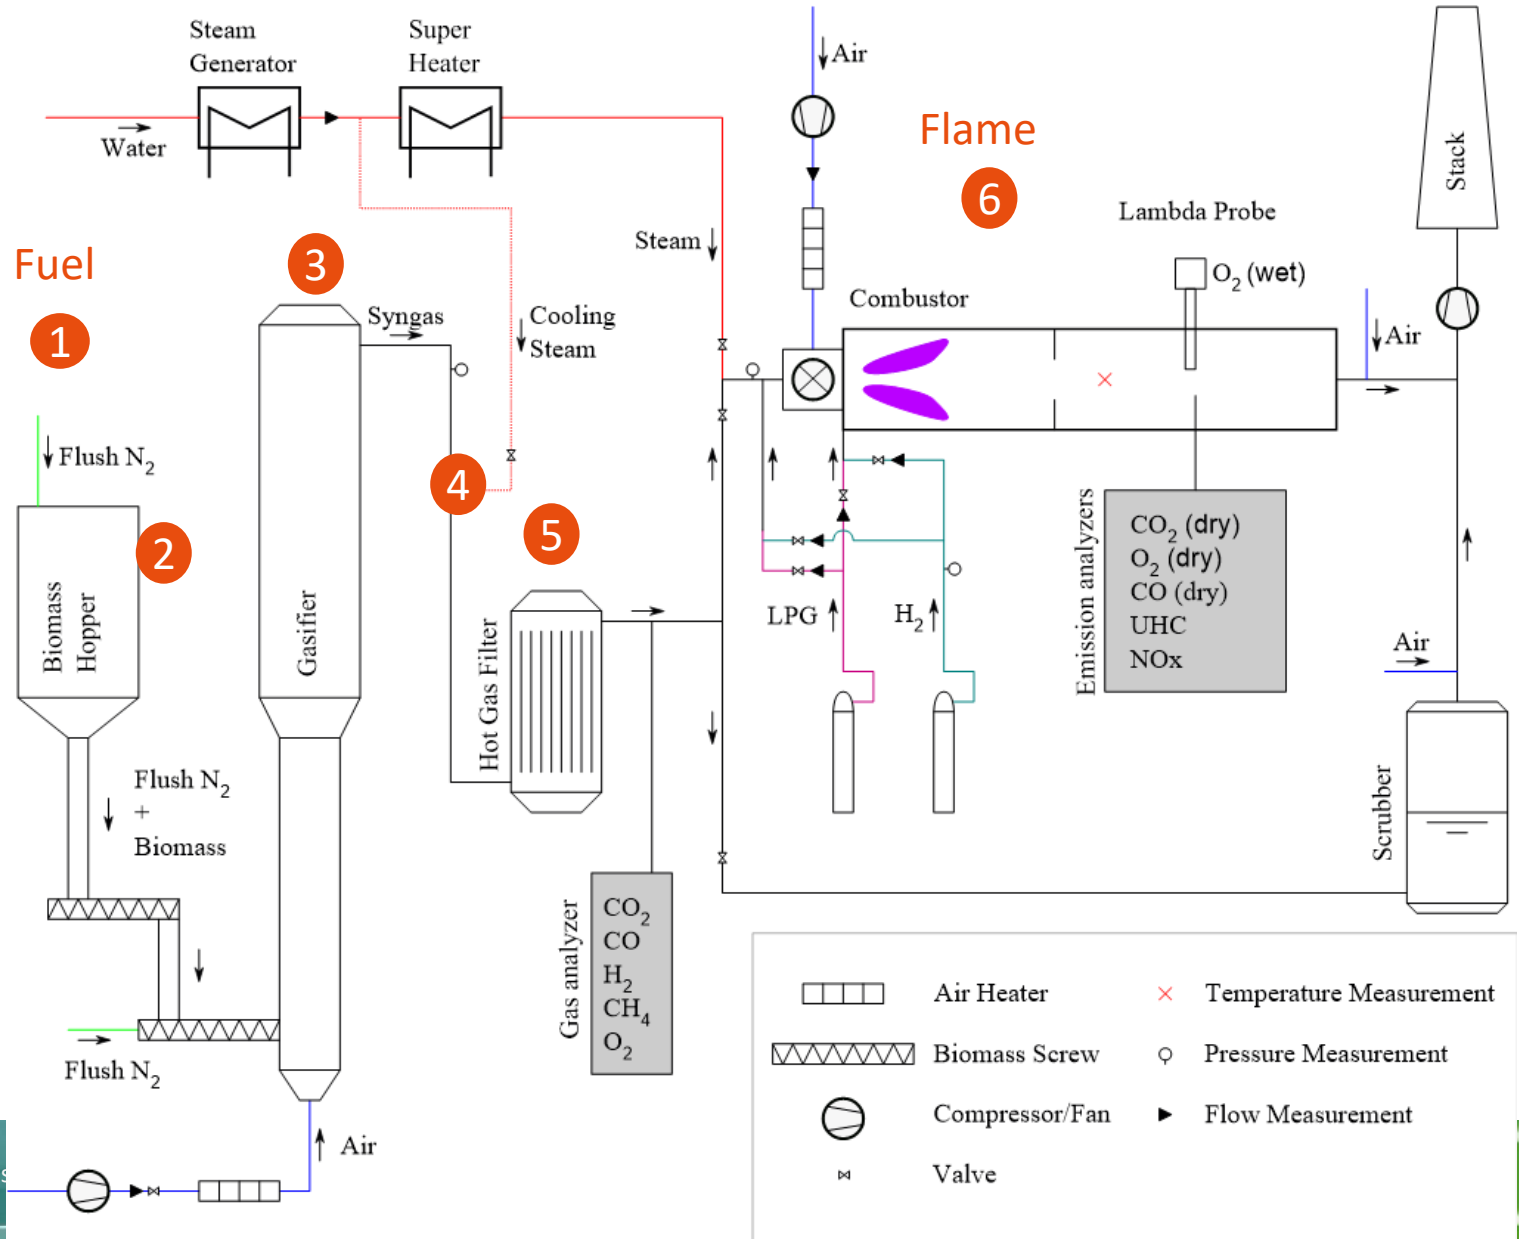 Steam
Generator
Super
Heater
Air
Flame
6
Water
Stack
Lambda Probe
Steam
O2 (wet)
Fuel
3
1
Syngas
Cooling
Steam
Combustor
Air
Flush N2
4
2
5
Biomass
Hopper
Gasifier
Hot Gas Filter
LPG
H2
Emission analyzers
CO2 (dry)
O2 (dry)
CO (dry)
UHC
NOx
Air
Flush N2
+
Biomass
Scrubber
Gas analyzer
CO2
CO
H2
CH4
O2
Flush N2
Air
Air Heater
Temperature Measurement
Biomass Screw
Pressure Measurement
Compressor/Fan
Flow Measurement
Valve